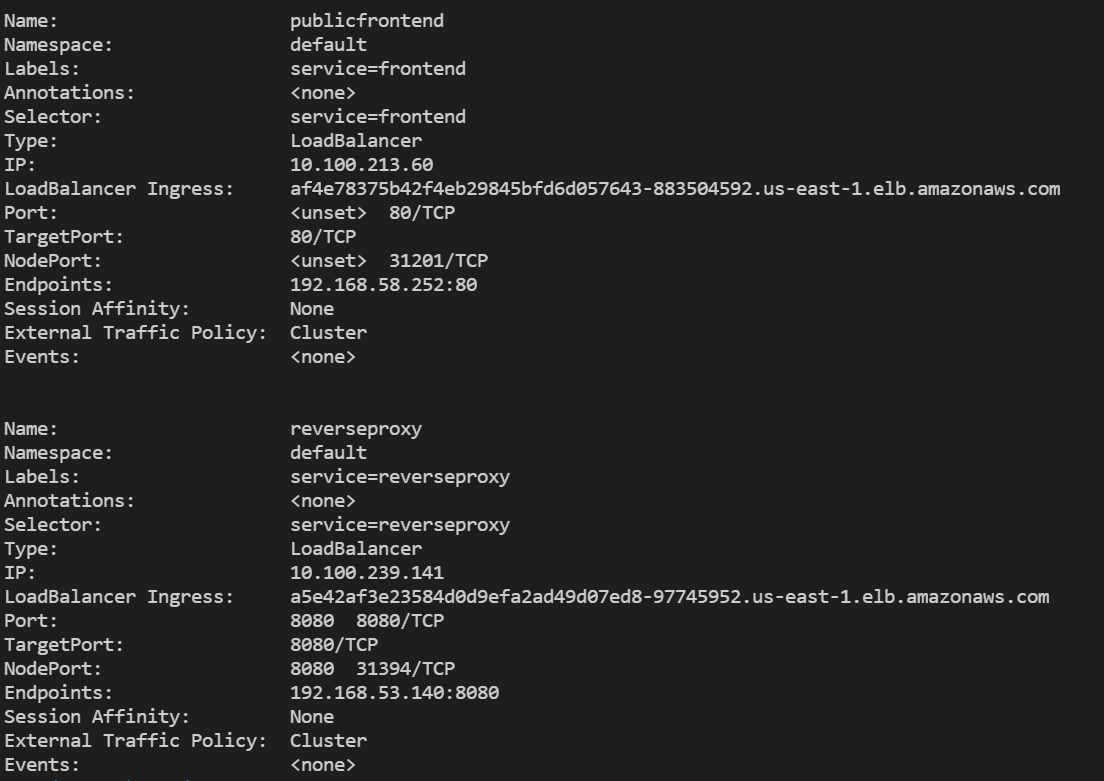 Name: publicfrontend
Namespace: default
Labels: service=frontend
Annotations: <none>
Selector: service=frontend
Type: LoadBalancer
IP: 10.100.213.60
LoadBalancer Ingress: af4e78375b42f4eb29845bfd6d057643-883504592.us-east-1.elb.amazonaws.com
Port: <unset> 80/TCP
TargetPort: 80/TCP
NodePort: <unset> 31201/TCP
Endpoints: 192.168.58.252:80
Session Affinity: None
External Traffic Policy: Cluster
Events: <none>
Name: reverseproxy
Namespace: default
Labels: service=reverseproxy
Annotations: <none>
Selector: service=reverseproxy
Type: LoadBalancer
IP: 10.100.239.141
LoadBalancer Ingress: a5e42af3e23584d0d9efa2ad49d07ed8-97745952.us-east-1.elb.amazonaws.com
Port: 8080 8080/TCP
TargetPort: 8080/TCP
NodePort: 8080 31394/TCP
Endpoints: 192.168.53.140:8080
Session Affinity: None
External Traffic Policy: Cluster
Events: <none>